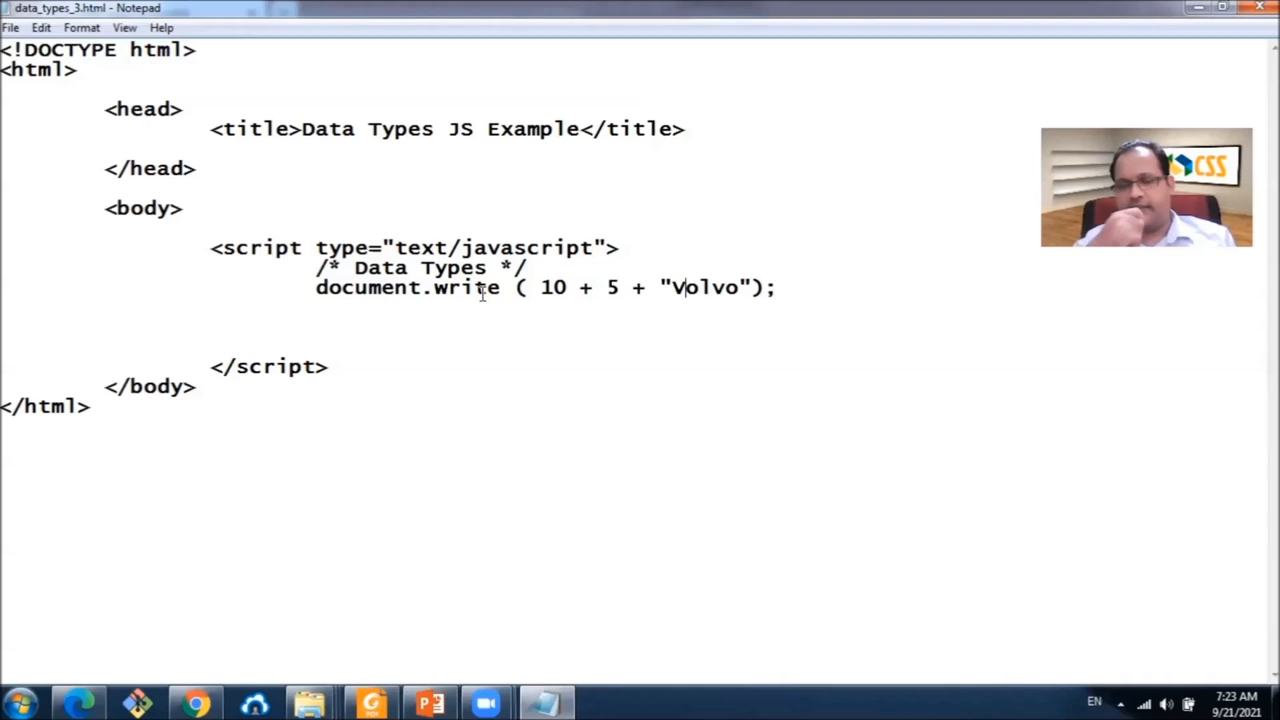 data_types_3.html - Notepad
File Edit Format View Help
<!DOCTYPE html>
<html>
<head>
<title>Data Types JS Example</title>
</head>
<body>
<script type="text/javascript">
/* Data Types */
document.write ( 10 + 5 + "Volvo");
</script>
</body>
</html>
CSS
EN
7:23 AM
9/21/2021